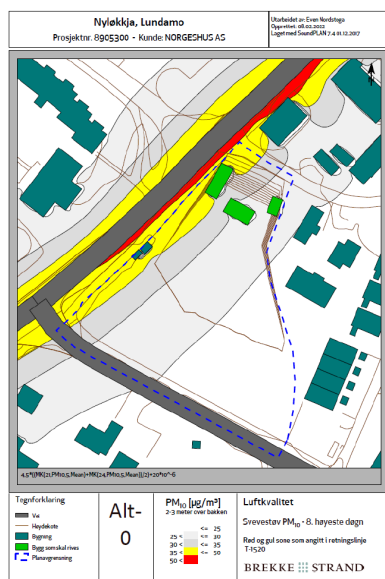 Nyløkkja, Lundamo
Prosjektnr. 8905300 - Kunde: NORGESHUS AS
Utarbeidet av: Even Nordstoga
Opprettet: 08.02.2022
Laget med SoundPLAN 7.4 01.12.2017
Tegnforklaring
Vei
Høydekote
Bygning
Bygg som skal rives
Planavgrensning
Alt-
0
PM10 [µg/m³]
2-3 meter over bakken
<= 25
25 < <= 30
30 < <= 35
35 < <= 50
50 <
Luftkvalitet
Svevestøv PM10 - 8. høyeste døgn
Rød og gul sone som angitt i retningslinje
T-1520
BREKKE STRAND